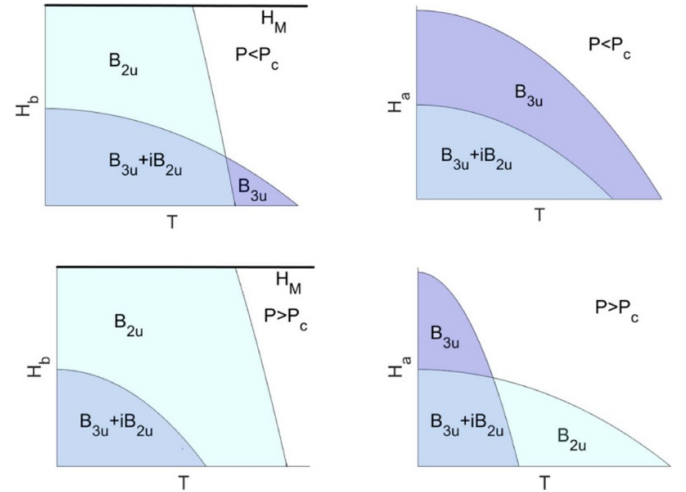 H_M
B_2u
P<P_c
H_b
B_3u+iB_2u
B_3u
T
P<P_c
B_3u
H_a
B_3u+iB_2u
T
H_M
P>P_c
B_2u
H_b
B_3u+iB_2u
T
P>P_c
B_3u
H_a
B_3u+iB_2u
B_2u
T